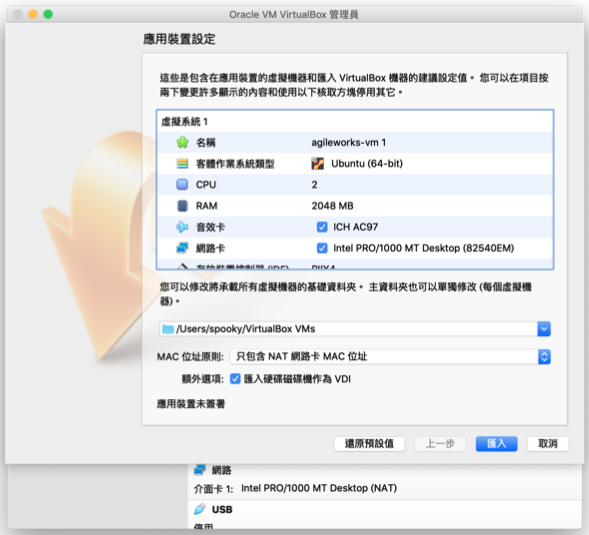 Oracle VM VirtualBox 管理員
應用裝置設定
這些是包含在應用裝置的虛擬機器和匯入 VirtualBox 機器的建議設定值。 您可以在項目按
兩下變更許多顯示的內容和使用以下核取方塊停用其它。
虛擬系統 1
名稱 agileworks-vm 1
客體作業系統類型 Ubuntu (64-bit)
CPU 2
RAM 2048 MB
音效卡 ICH AC97
網路卡 Intel PRO/1000 MT Desktop (82540EM)
存放裝置控制器 (IDE) PIIX4
您可以修改將承載所有虛擬機器的基礎資料夾。 主資料夾也可以單獨修改 (每個虛擬機
器)。
/Users/spooky/VirtualBox VMs
MAC 位址原則: 只包含 NAT 網路卡 MAC 位址
額外選項: 匯入硬碟磁碟機作為 VDI
應用裝置未簽署
還原預設值 上一步 匯入 取消
網路
介面卡 1: Intel PRO/1000 MT Desktop (NAT)
USB
停用